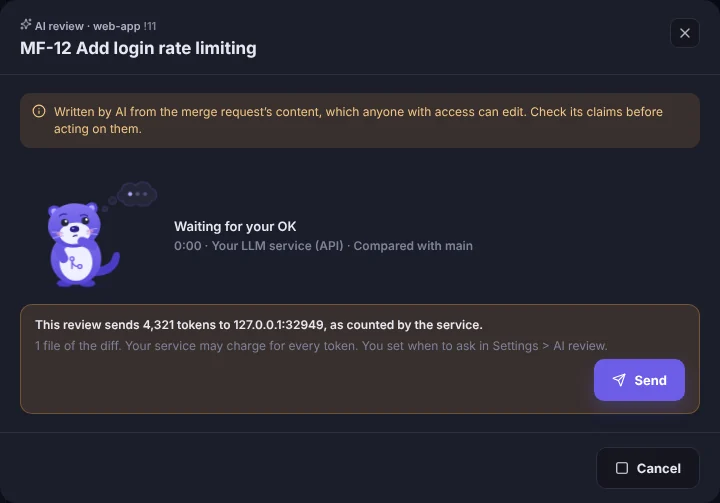 AI review · web-app !11
MF-12 Add login rate limiting
Written by AI from the merge request's content, which anyone with access can edit. Check its claims before
acting on them.
Waiting for your OK
0:00 · Your LLM service (API) · Compared with main
This review sends 4,321 tokens to 127.0.0.1:32949, as counted by the service.
1 file of the diff. Your service may charge for every token. You set when to ask in Settings > AI review.
Send
Cancel